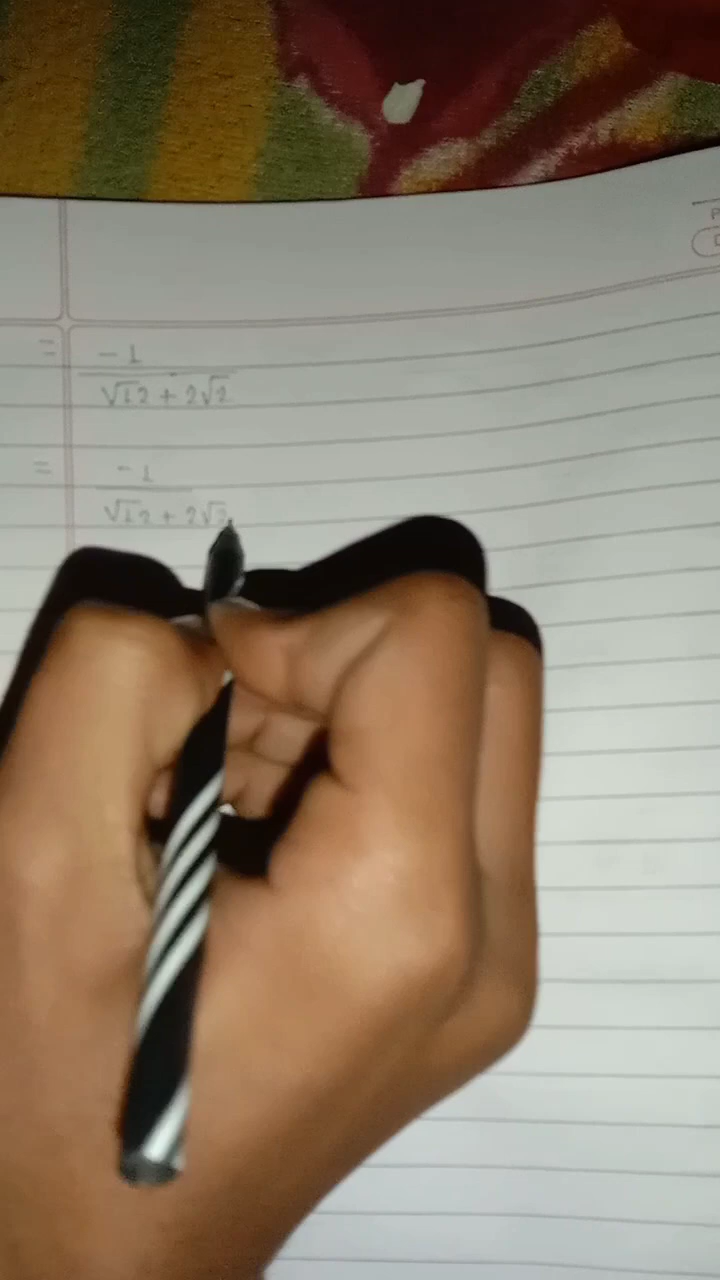 = -1
√12 + 2√2
= -1
√12 + 2√2